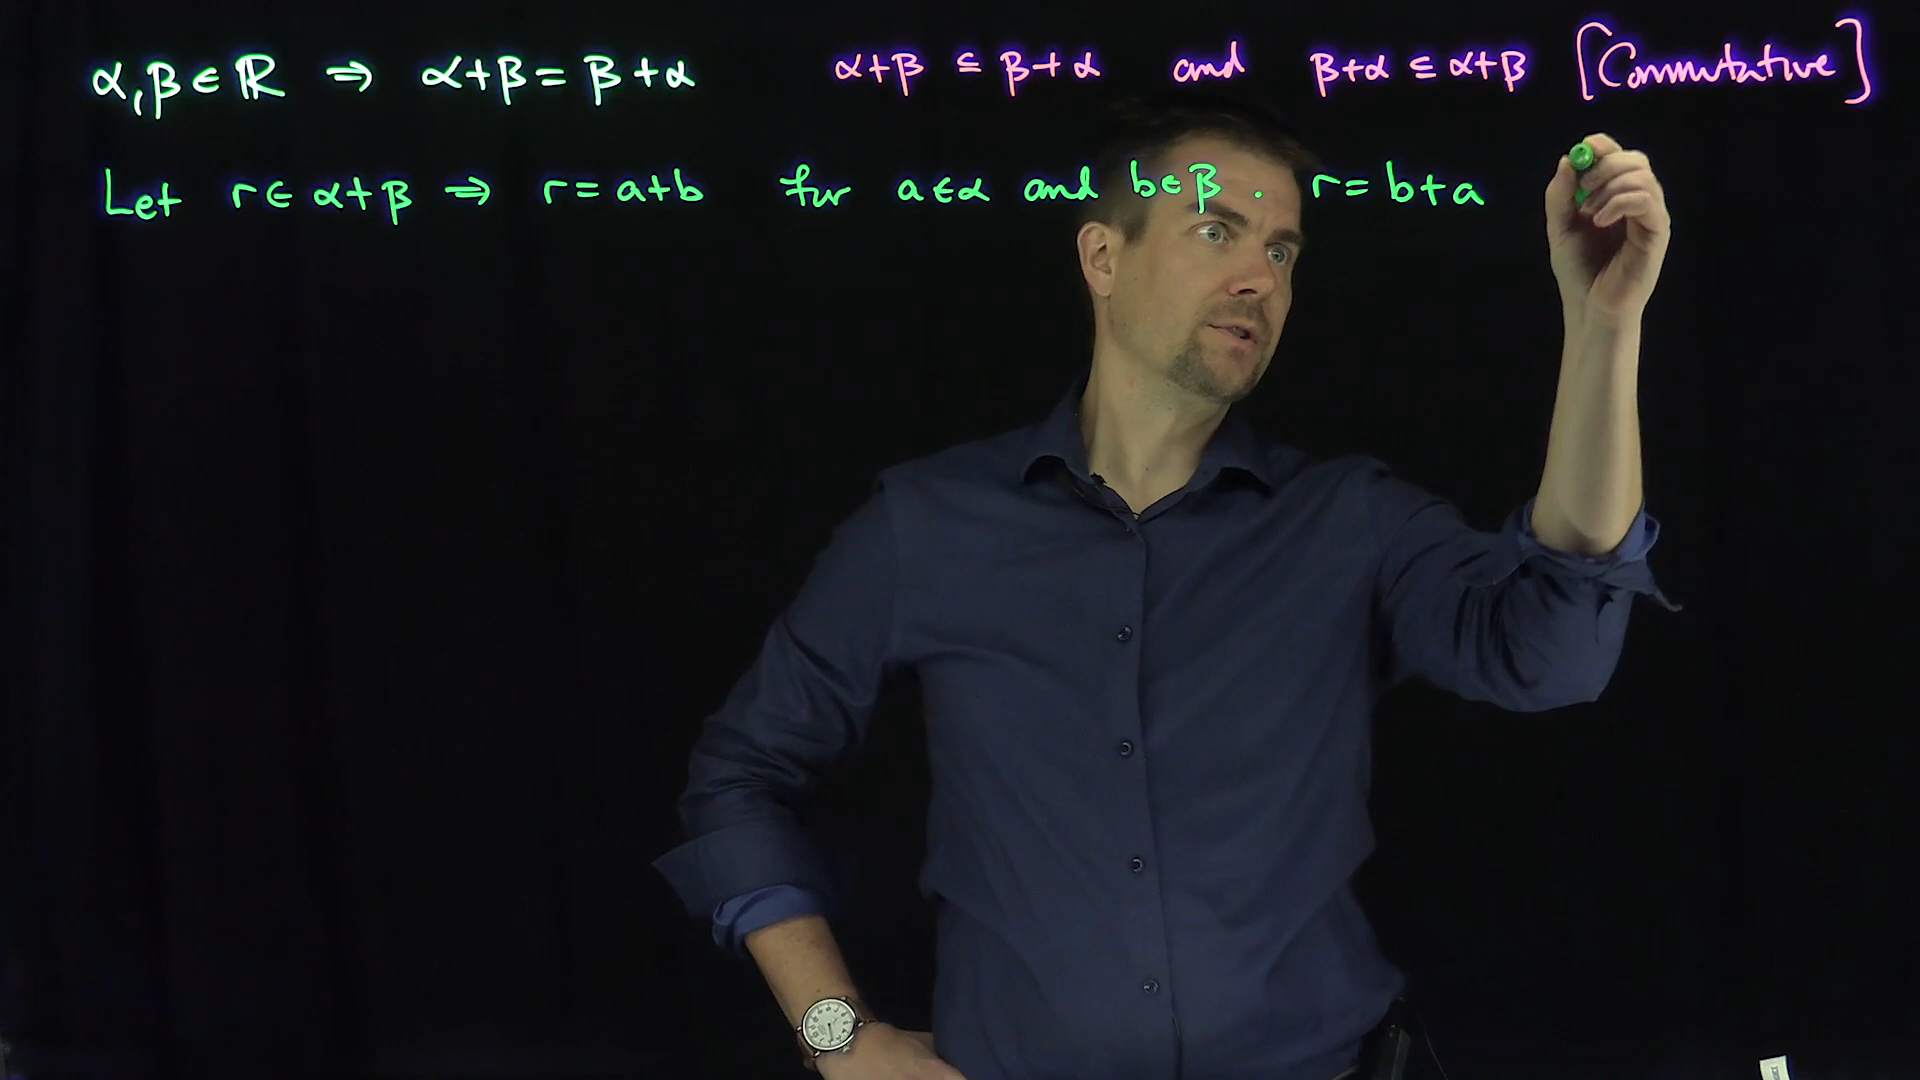 α, β ∈ ℝ ⇒ α+β = β+α α+β ⊆ β+α and β+α ⊆ α+β [Commutative]
Let r ∈ α+β ⇒ r = a+b for a ∈ α and b ∈ β . r = b+a